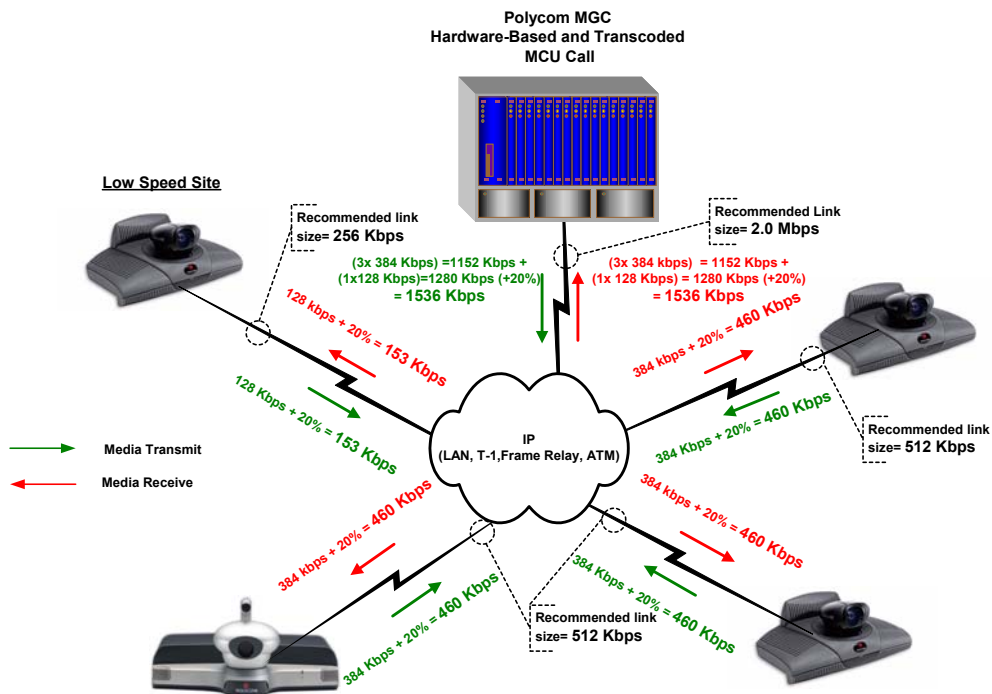 Polycom MGC
Hardware-Based and Transcoded
MCU Call
Low Speed Site
Recommended link
size= 256 Kbps
Recommended Link
size= 2.0 Mbps
(3x 384 Kbps) =1152 Kbps +
(1x128 Kbps)=1280 Kbps (+20%)
= 1536 Kbps
(3x 384 kbps) = 1152 Kbps +
(1x 128 Kbps) = 1280 Kbps (+20%)
= 1536 Kbps
128 kbps + 20% = 153 Kbps
128 Kbps + 20% = 153 Kbps
384 kbps + 20% = 460 Kbps
384 Kbps + 20% = 460 Kbps
Recommended link
size= 512 Kbps
IP
(LAN, T-1,Frame Relay, ATM)
Media Transmit
Media Receive
384 kbps + 20% = 460 Kbps
384 Kbps + 20% = 460 Kbps
384 kbps + 20% = 460 Kbps
384 Kbps + 20% = 460 Kbps
Recommended link
size= 512 Kbps
POLYCOM